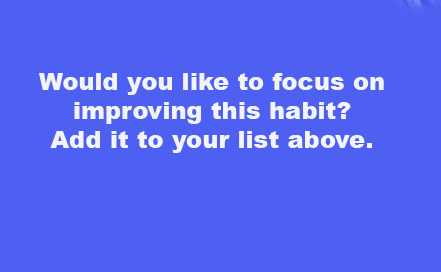 Would you like to focus on
improving this habit?
Add it to your list above.